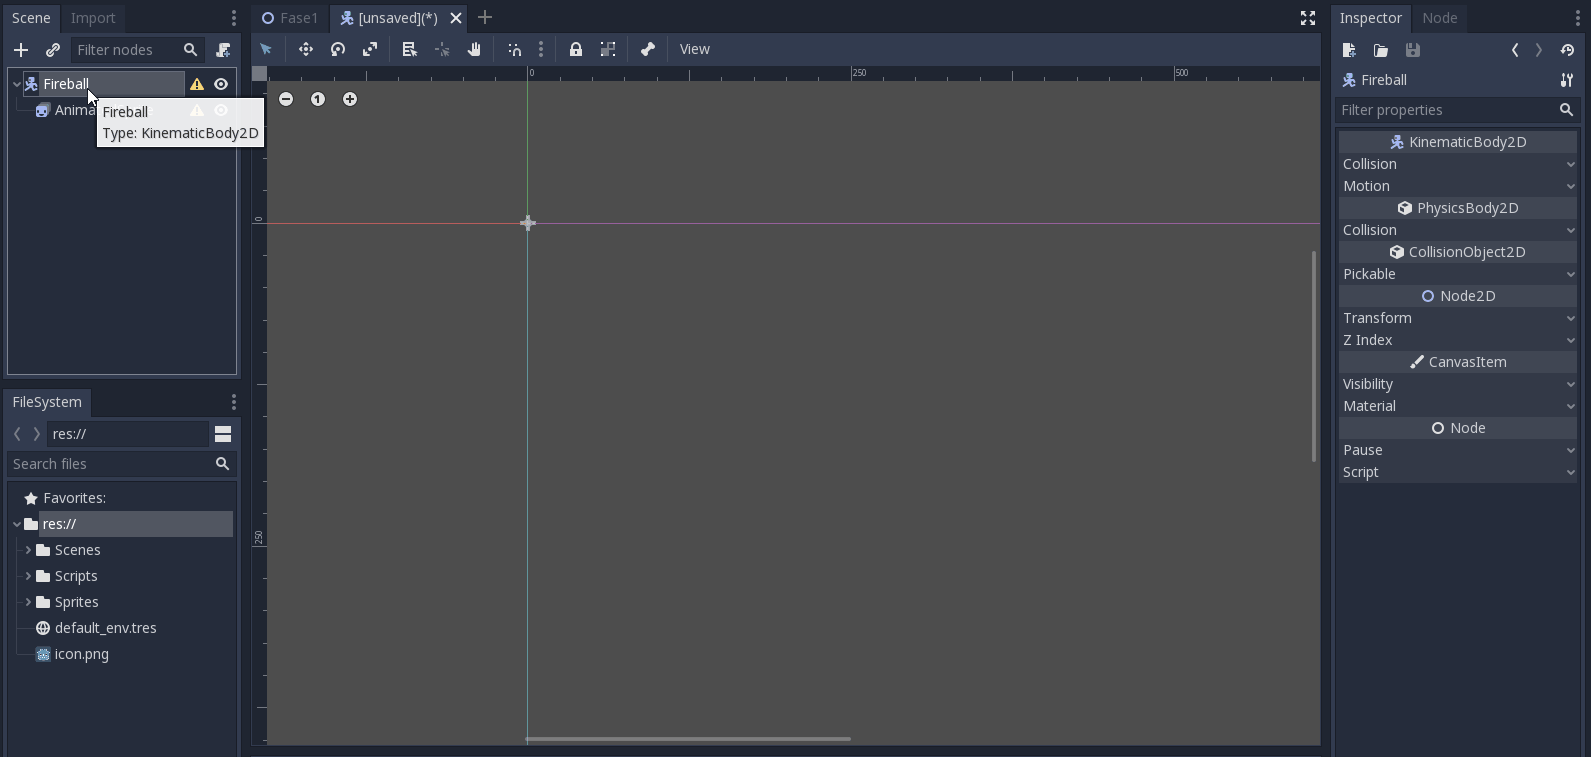 Scene Import
Filter nodes
Fireball
Anima
Fireball
Type: KinematicBody2D
FileSystem
res://
Search files
Favorites:
res://
Scenes
Scripts
Sprites
default_env.tres
icon.png
Fase1 [unsaved](*)
View
0 250 500
1
0
250
Inspector Node
Fireball
Filter properties
KinematicBody2D
Collision
Motion
PhysicsBody2D
Collision
CollisionObject2D
Pickable
Node2D
Transform
Z Index
CanvasItem
Visibility
Material
Node
Pause
Script